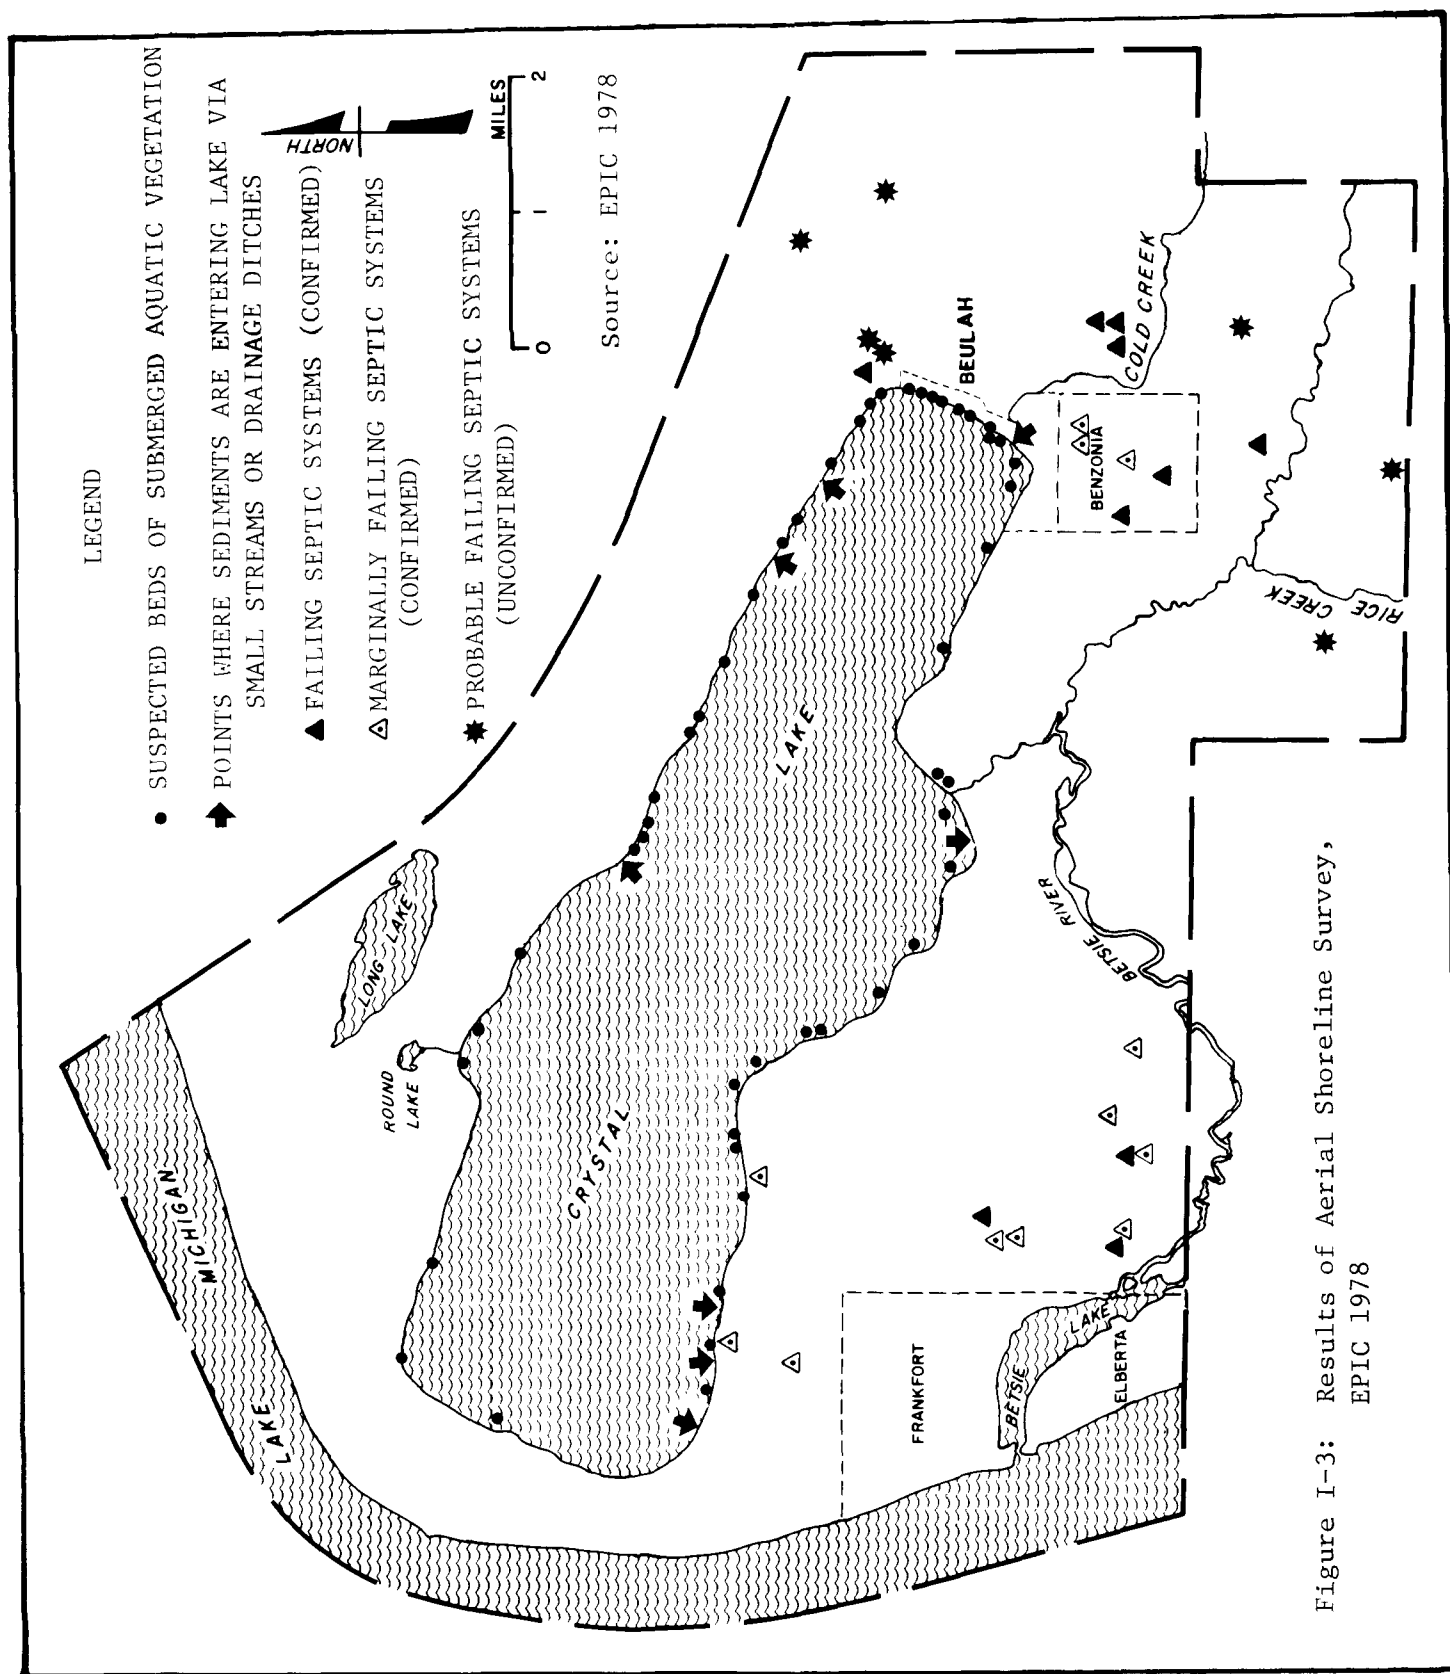 LEGEND
SUSPECTED BEDS OF SUBMERGED AQUATIC VEGETATION
POINTS WHERE SEDIMENTS ARE ENTERING LAKE VIA
SMALL STREAMS OR DRAINAGE DITCHES
FAILING SEPTIC SYSTEMS (CONFIRMED)
MARGINALLY FAILING SEPTIC SYSTEMS
(CONFIRMED)
PROBABLE FAILING SEPTIC SYSTEMS
(UNCONFIRMED)
NORTH
MILES
0 1 2
Source: EPIC 1978
LAKE MICHIGAN
LONG LAKE
ROUND
LAKE
CRYSTAL LAKE
BEULAH
COLD CREEK
BENZONIA
RICE CREEK
BETSIE RIVER
FRANKFORT
BETSIE LAKE
ELBERTA
Figure I-3: Results of Aerial Shoreline Survey,
EPIC 1978